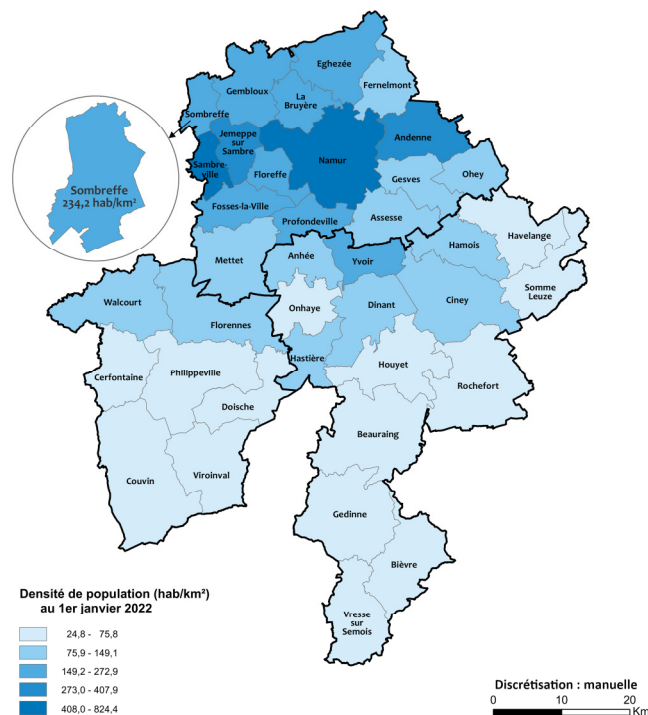 Eghezée
Fernelmont
Gembloux
La
Bruyère
Sombreffe
Jemeppe
sur
Sambre
Andenne
Namur
Sambre-
ville
Floreffe
Gesves
Ohey
Sombreffe
234,2 hab/km²
Fosses-la-Ville
Profondeville
Assesse
Havelange
Hamois
Mettet
Anhée
Yvoir
Somme
Leuze
Walcourt
Onhaye
Dinant
Ciney
Florennes
Hastière
Houyet
Philippeville
Cerfontaine
Rochefort
Doische
Beauraing
Couvin
Viroinval
Gedinne
Bièvre
Vresse
sur
Semois
Densité de population (hab/km²)
au 1er janvier 2022
24,8 - 75,8
75,9 - 149,1
149,2 - 272,9
273,0 - 407,9
408,0 - 824,4
Discrétisation : manuelle
0 10 20
Km